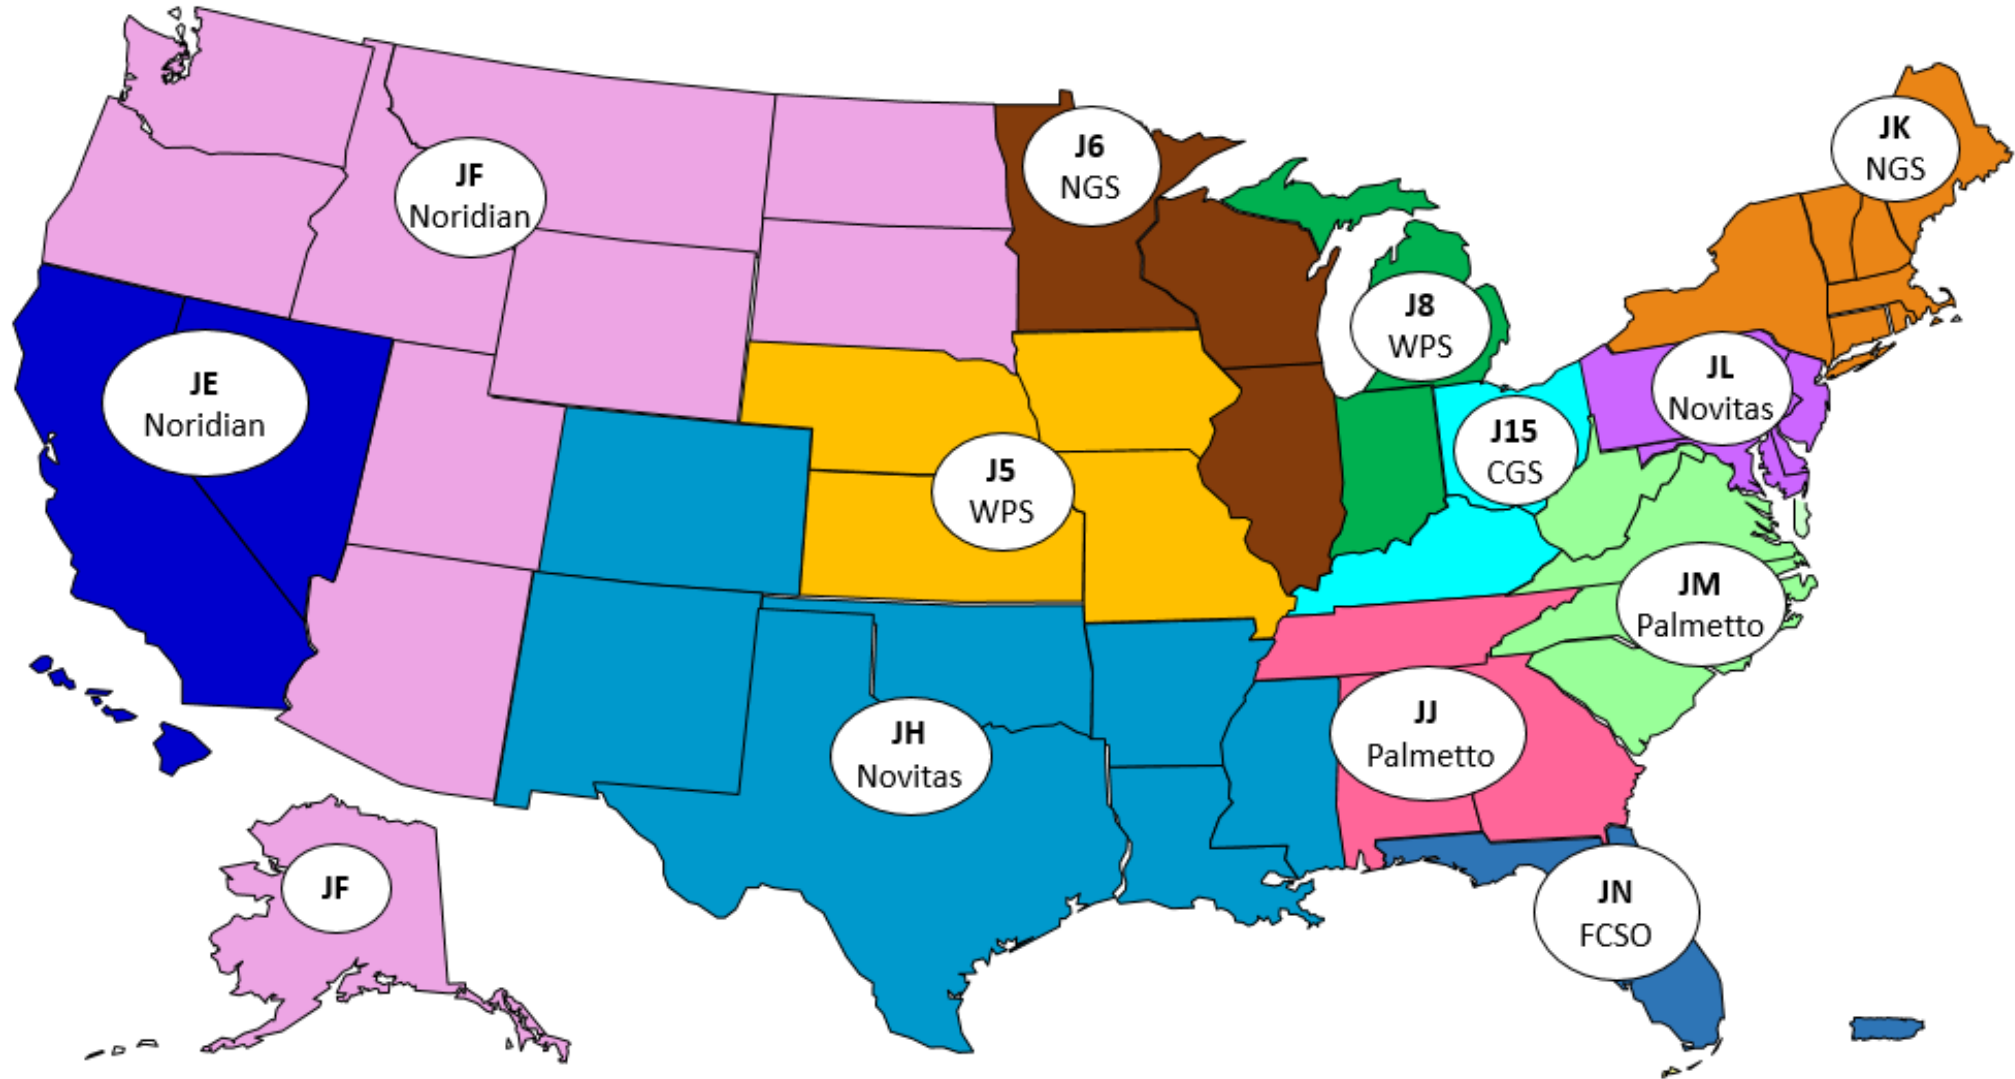 JF
Noridian
J6
NGS
JK
NGS
J8
WPS
JE
Noridian
JL
Novitas
J15
CGS
J5
WPS
JM
Palmetto
JH
Novitas
JJ
Palmetto
JF
JN
FCSO